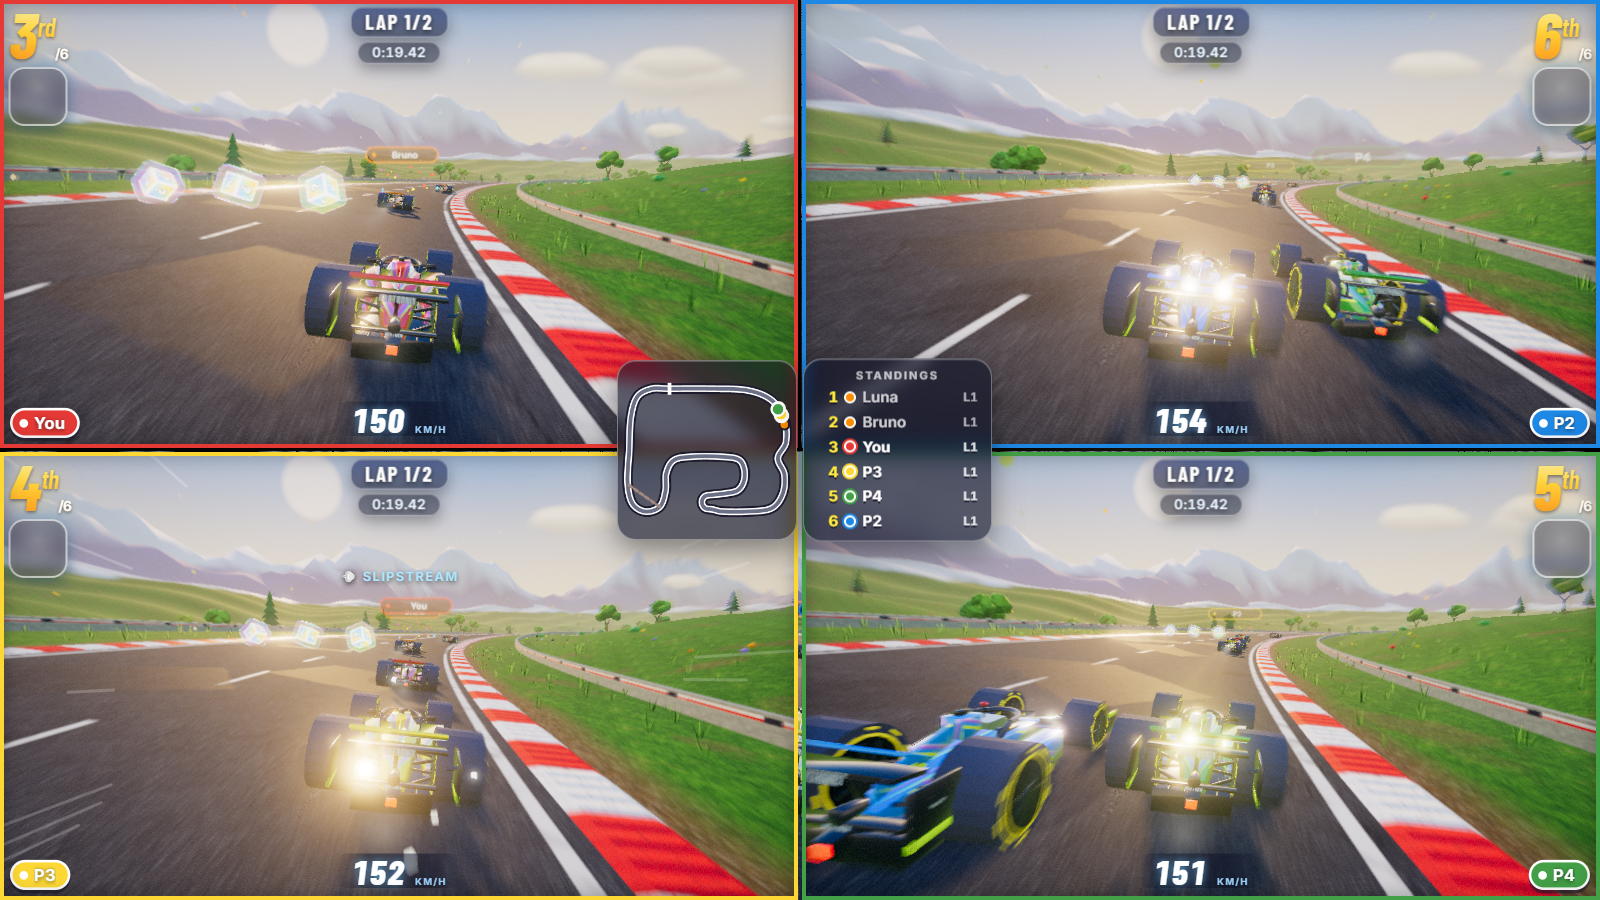 3rd /6
LAP 1/2
0:19.42
Bruno
150 KM/H
You
6th /6
LAP 1/2
0:19.42
P4
154 KM/H
P2
STANDINGS
1 Luna L1
2 Bruno L1
3 You L1
4 P3 L1
5 P4 L1
6 P2 L1
4th /6
LAP 1/2
0:19.42
SLIPSTREAM
You
152 KM/H
P3
5th /6
LAP 1/2
0:19.42
P3
151 KM/H
P4